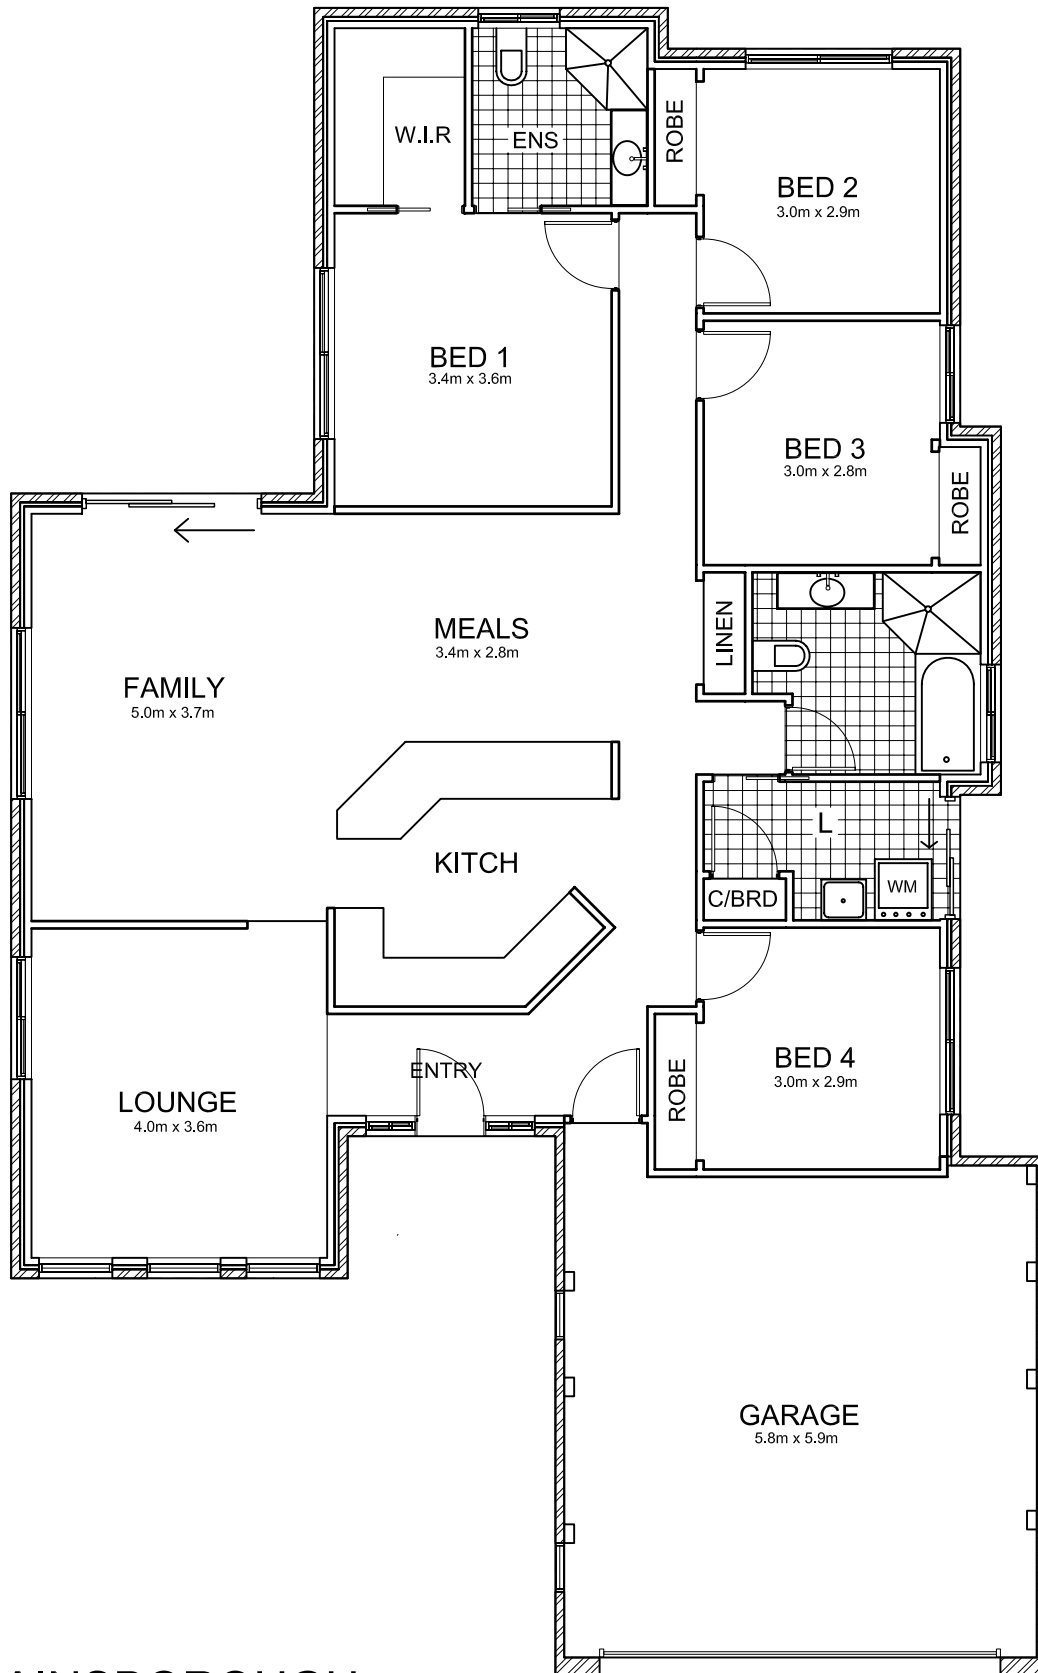 W.I.R
ENS
ROBE
BED 2
3.0m x 2.9m
BED 1
3.4m x 3.6m
BED 3
3.0m x 2.8m
ROBE
MEALS
3.4m x 2.8m
LINEN
FAMILY
5.0m x 3.7m
L
KITCH
C/BRD
WM
ENTRY
ROBE
BED 4
3.0m x 2.9m
LOUNGE
4.0m x 3.6m
GARAGE
5.8m x 5.9m